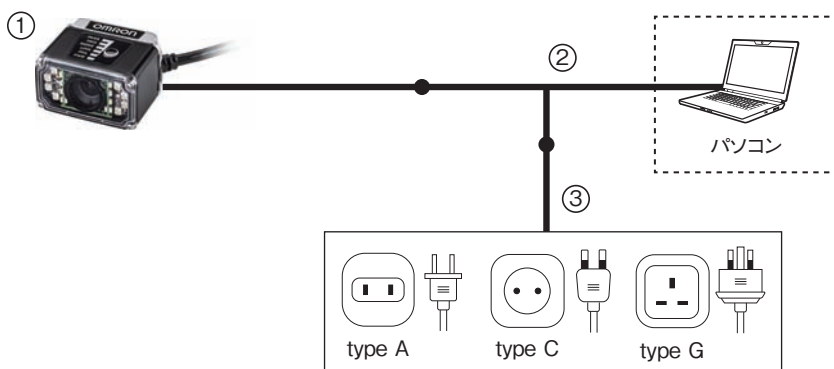 ①
OMRON
②
パソコン
③
type A
type C
type G